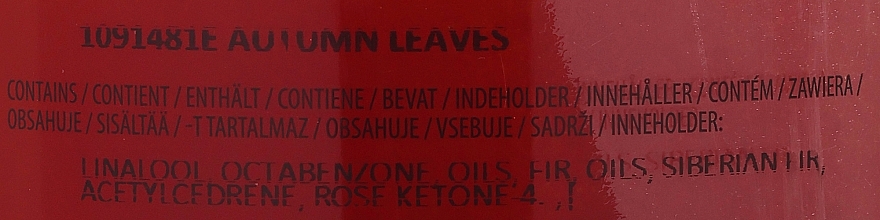 1091481E AUTUMN LEAVES
CONTAINS / CONTIENT / ENTHÄLT / CONTIENE / BEVAT / INDEHOLDER / INNEHÅLLER / CONTÉM / ZAWIERA /
OBSAHUJE / SISÄLTÄÄ / -T TARTALMAZ / OBSAHUJE / VSEBUJE / SADRŽI / INNEHOLDER:
LINALOOL, OCTABENZONE, OILS, FIR, OILS, SIBERIAN FIR,
ACETYLCEDRENE, ROSE KETONE-4.